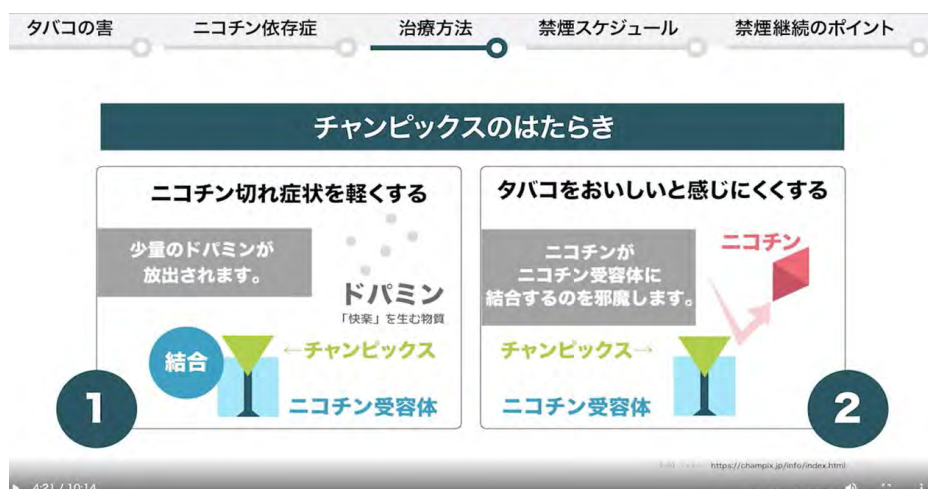 タバコの害
ニコチン依存症
治療方法
禁煙スケジュール
禁煙継続のポイント
チャンピックスのはたらき
ニコチン切れ症状を軽くする
少量のドパミンが
放出されます。
ドパミン
「快楽」を生む物質
結合
←チャンピックス
ニコチン受容体
1
タバコをおいしいと感じにくくする
ニコチンが
ニコチン受容体に
結合するのを邪魔します。
ニコチン
チャンピックス→
ニコチン受容体
2
https://champix.jp/info/index.html
4:21 / 10:14